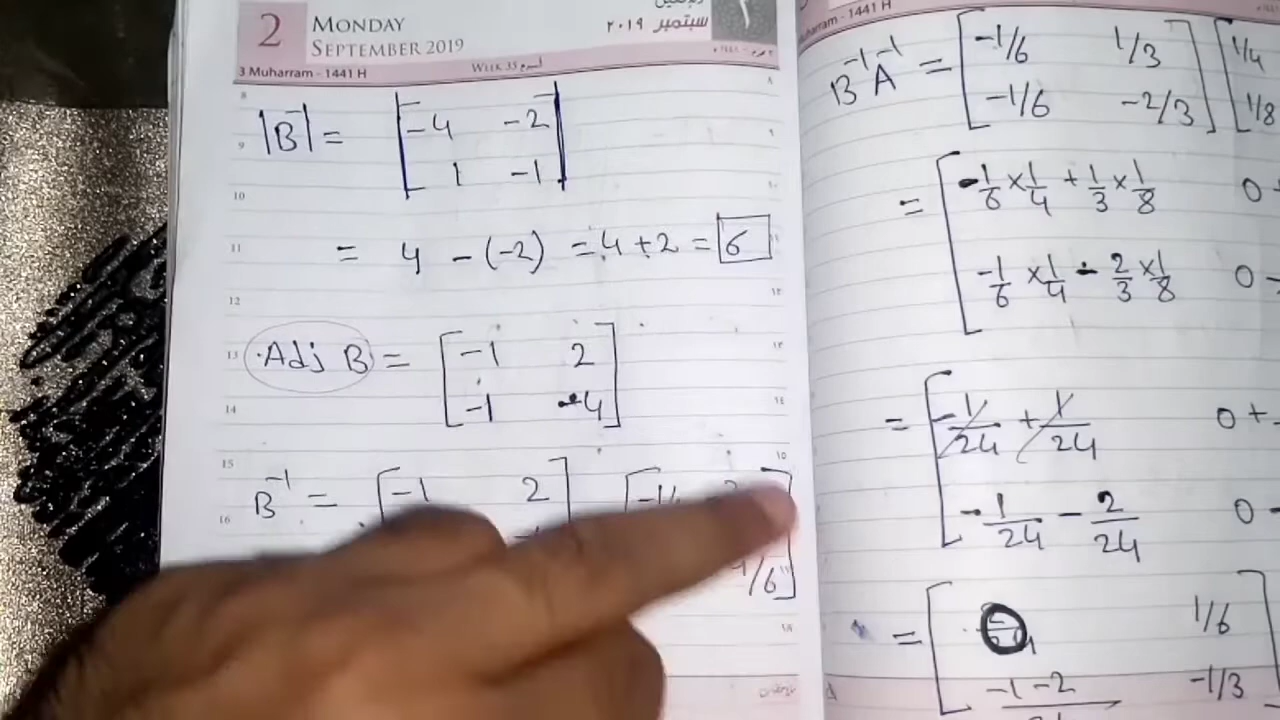 2 MONDAY SEPTEMBER 2019
سبتمبر ٢٠١٩
3 Muharram - 1441 H WEEK 35
|B| = | -4 -2 |
| 1 -1 |
= 4 - (-2) = 4 + 2 = 6
Adj B = [ -1 2 ]
[ -1 -4 ]
B⁻¹ = [ -1 2
4/6 ]
Muharram - 1441 H
B⁻¹A⁻¹ = [ -1/6 1/3 ] [ 1/4
[ -1/6 -2/3 ] [ 1/8
= [ -1/6 × 1/4 + 1/3 × 1/8 0 +
-1/6 × 1/4 - 2/3 × 1/8 0 -
= [ -1/24 + 1/24 0 +
-1/24 - 2/24 0 -
= [ 1/6 ]
-1 -2 -1/3